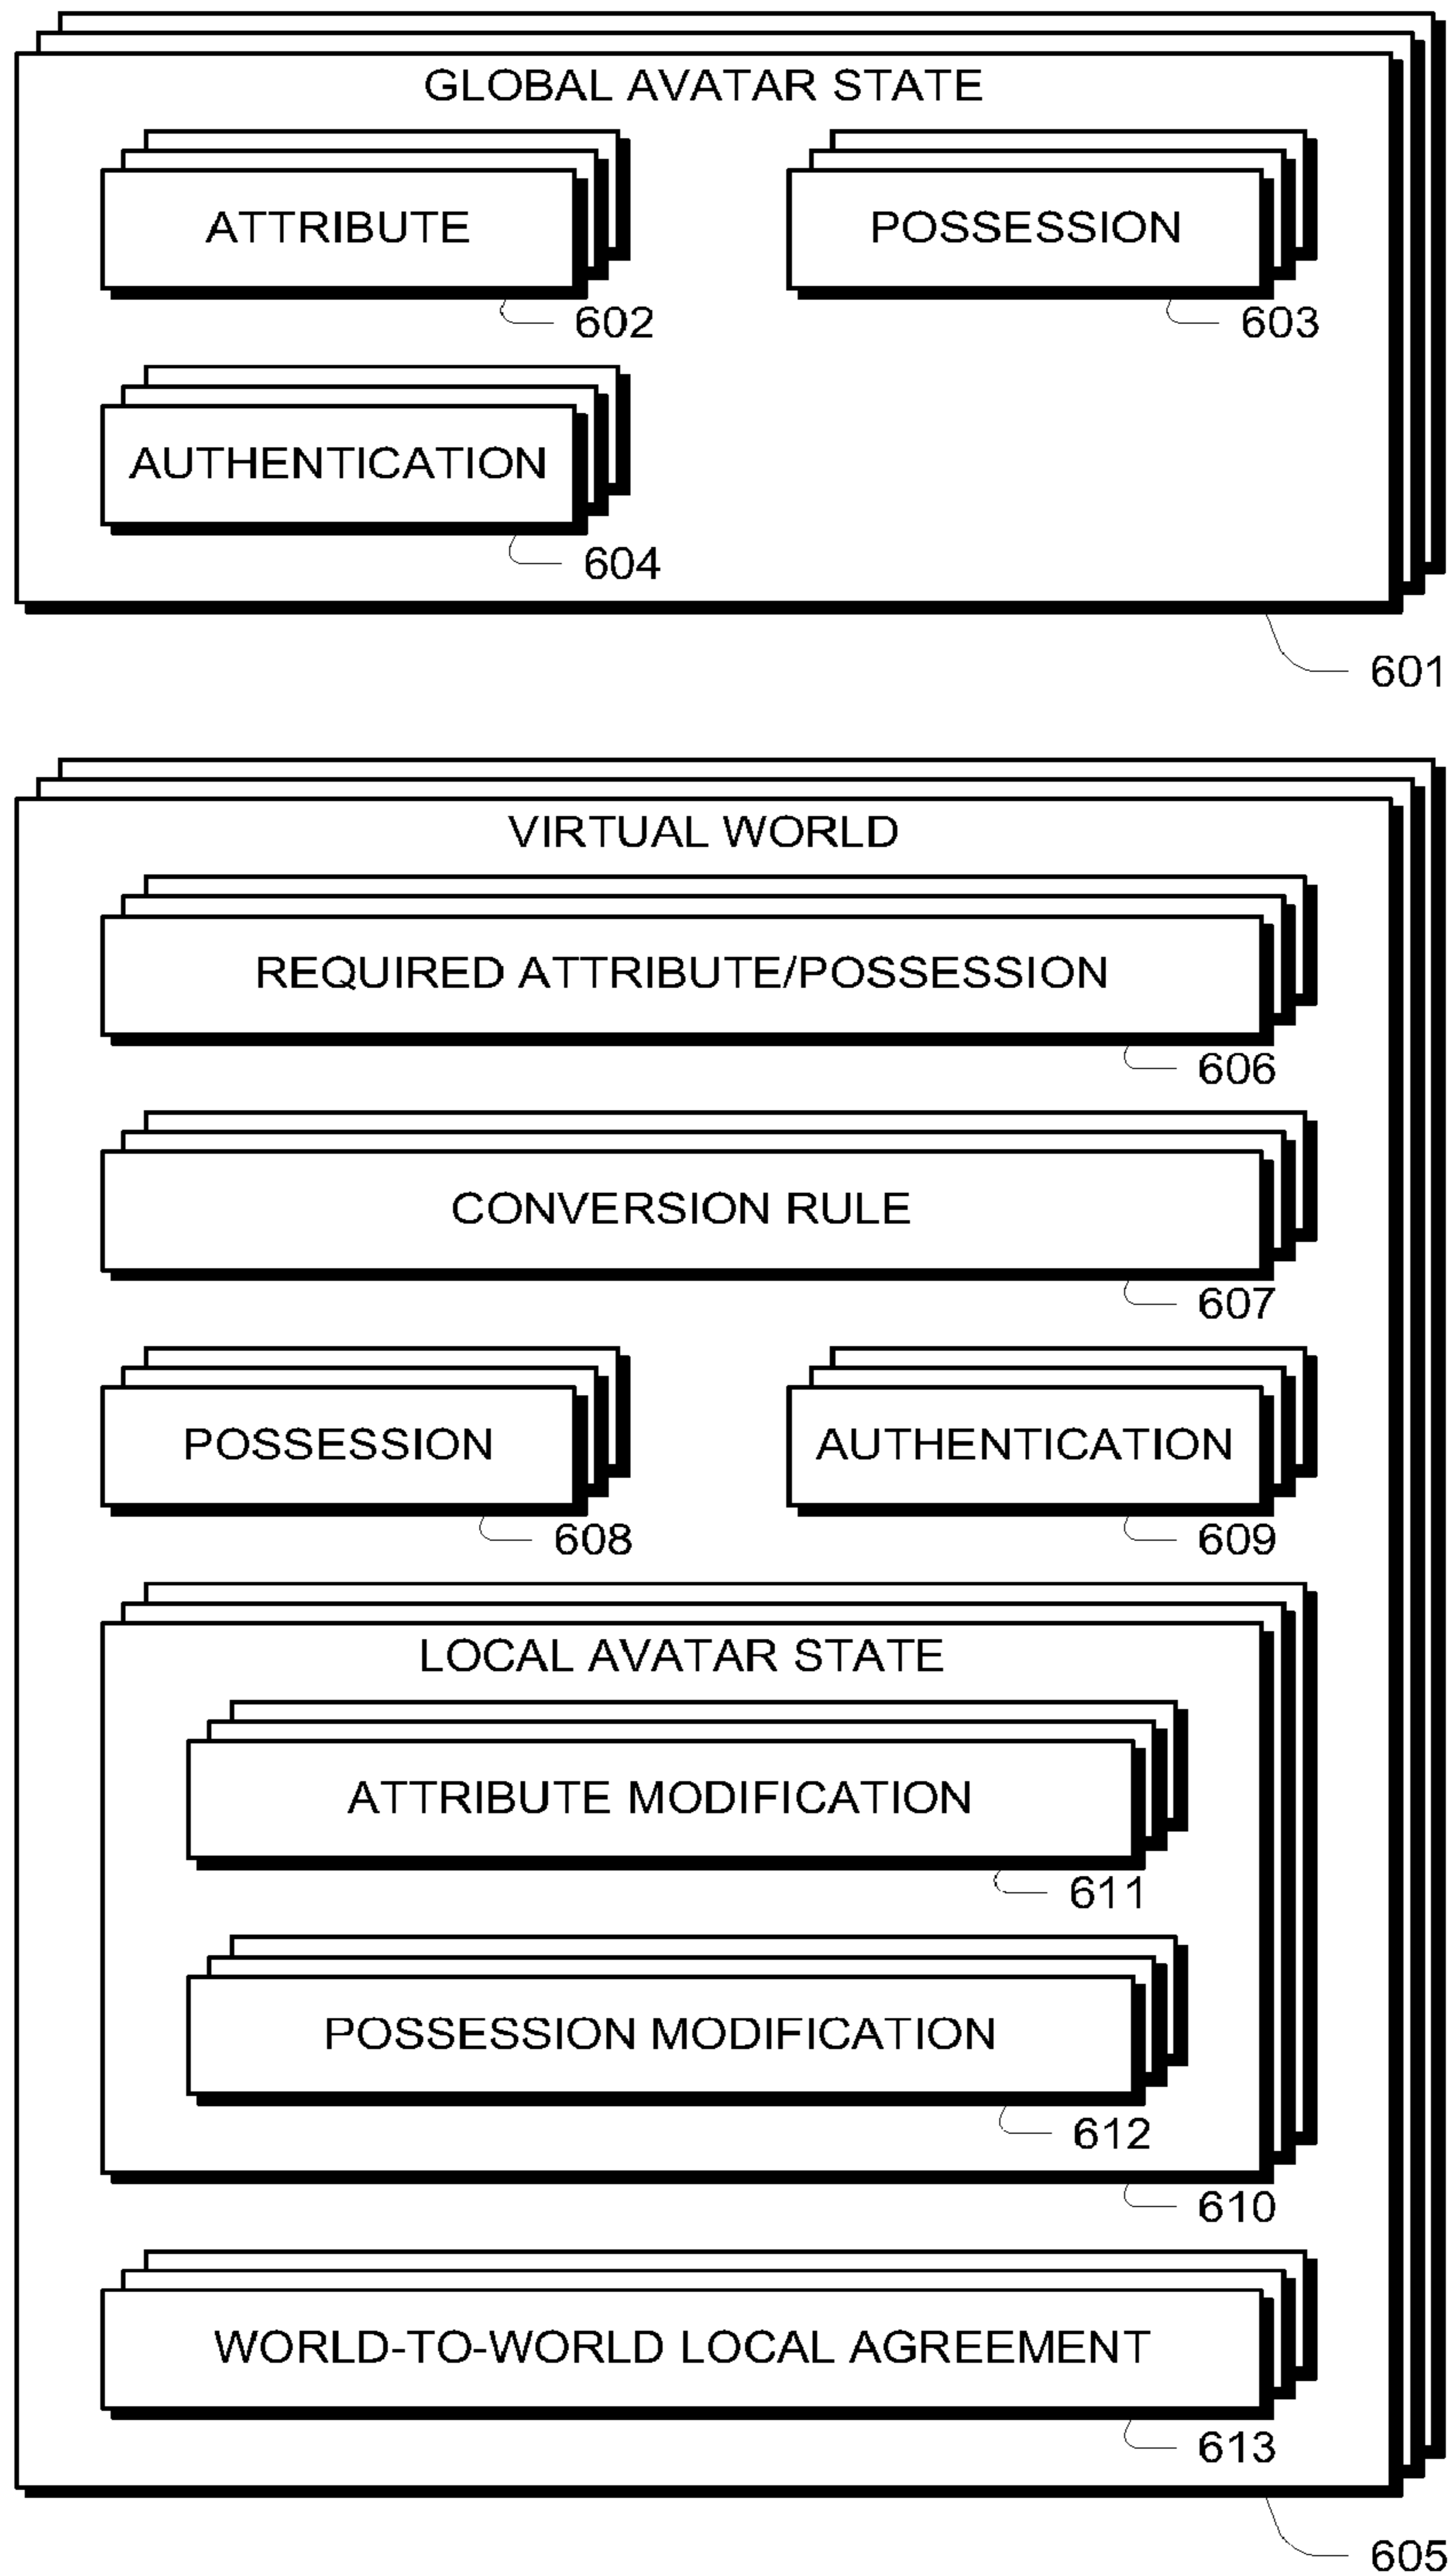 GLOBAL AVATAR STATE
ATTRIBUTE
POSSESSION
602
603
AUTHENTICATION
604
601
VIRTUAL WORLD
REQUIRED ATTRIBUTE/POSSESSION
606
CONVERSION RULE
607
POSSESSION
AUTHENTICATION
608
609
LOCAL AVATAR STATE
ATTRIBUTE MODIFICATION
611
POSSESSION MODIFICATION
612
610
WORLD-TO-WORLD LOCAL AGREEMENT
613
605